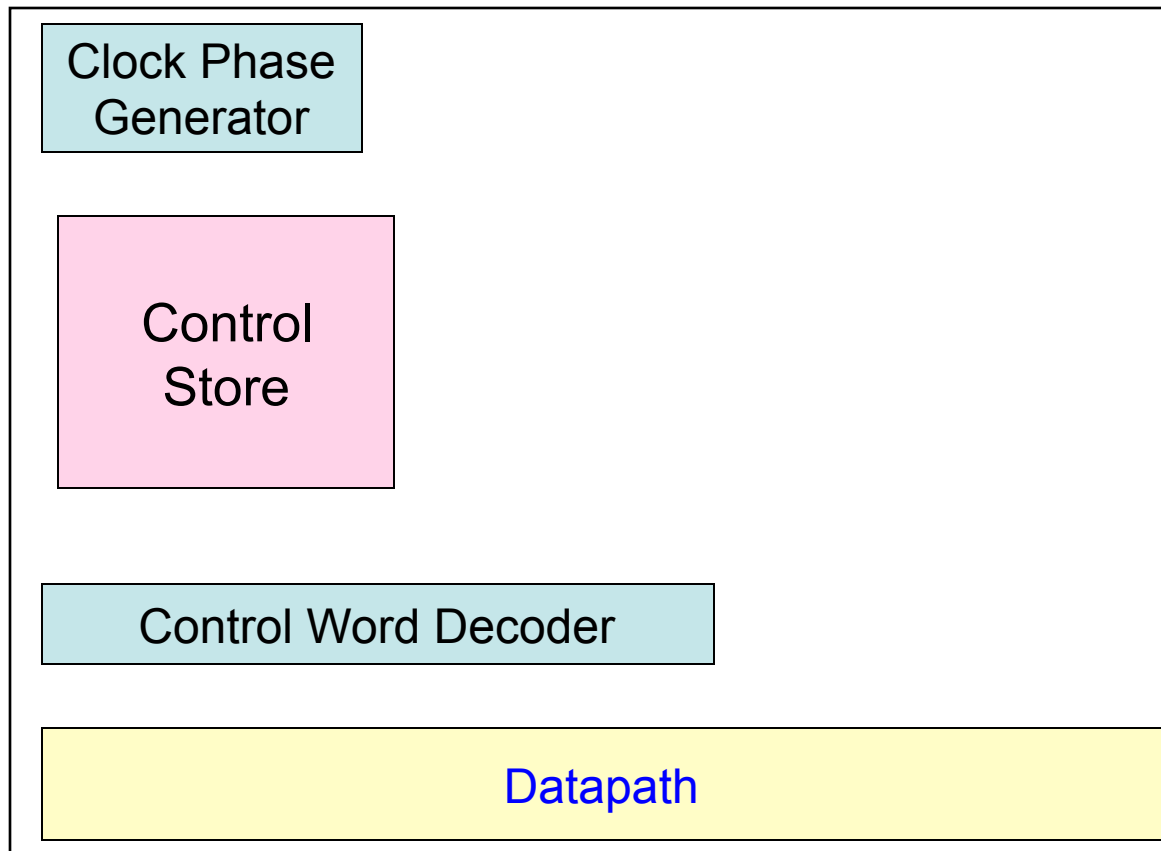 Clock Phase
Generator
Control
Store
Control Word Decoder
Datapath